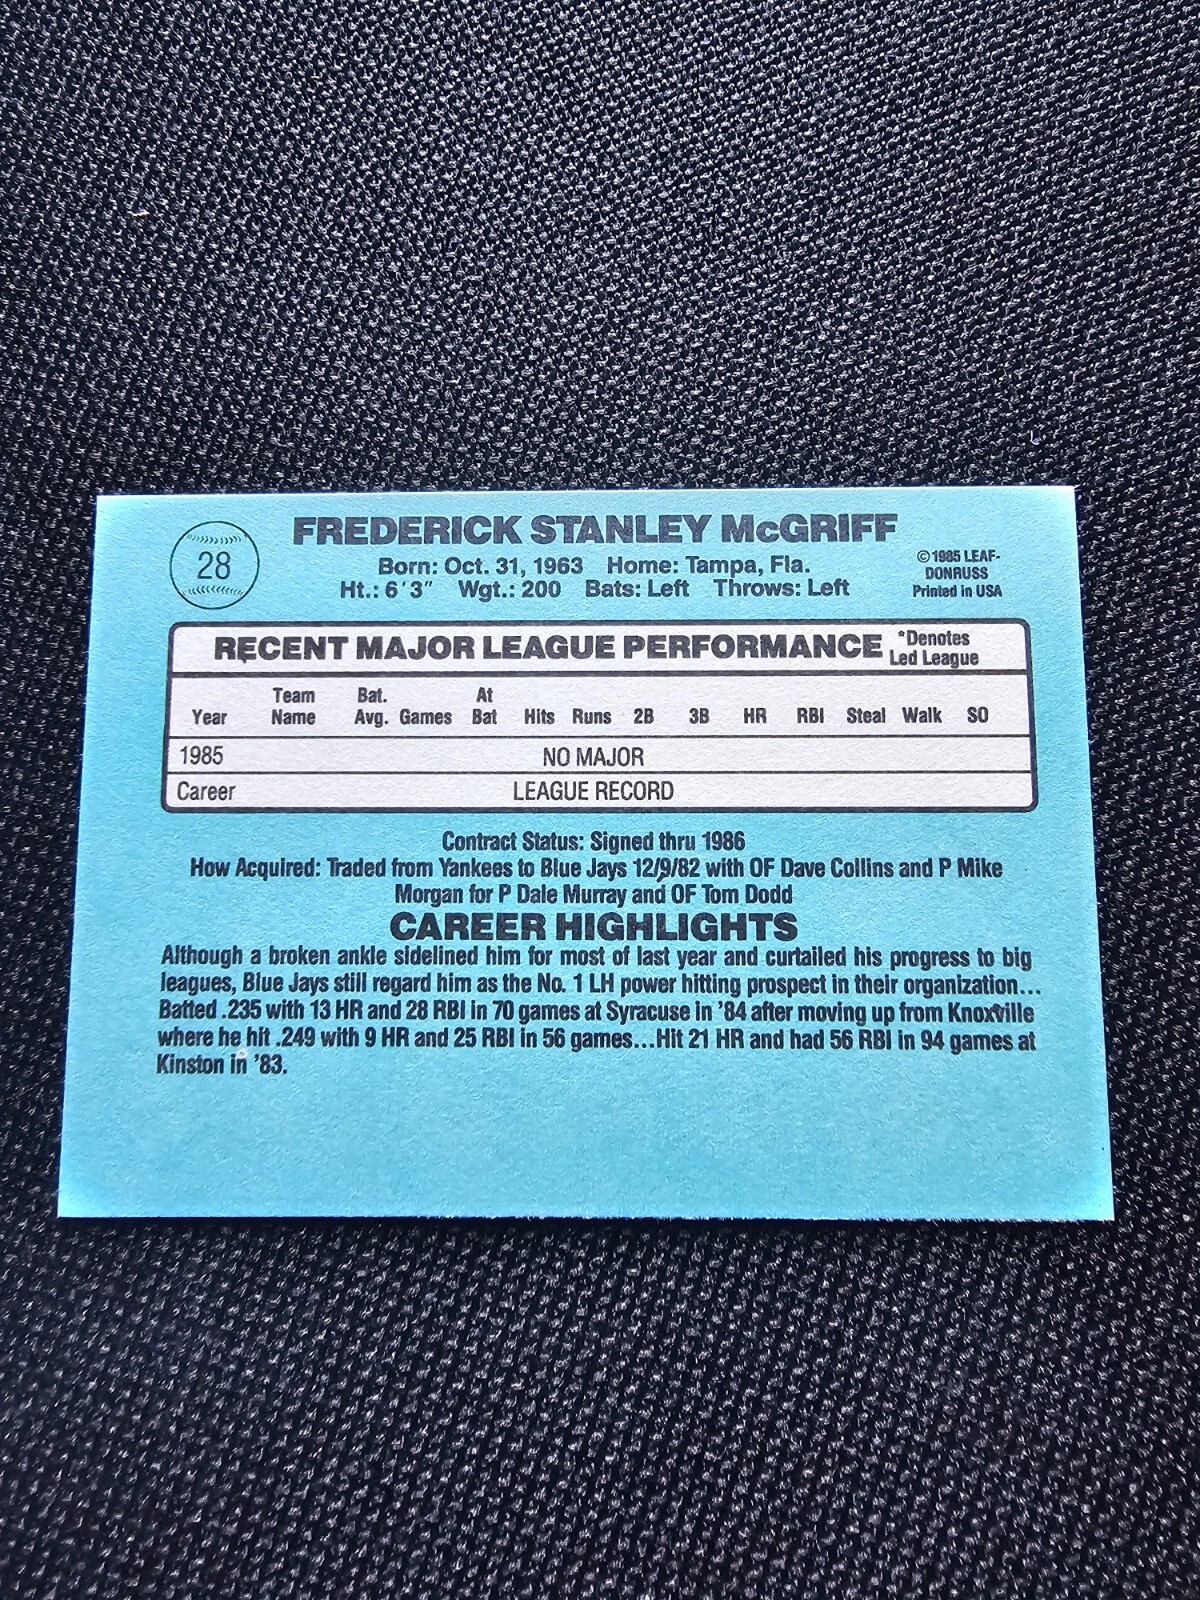 28
FREDERICK STANLEY McGRIFF
Born: Oct. 31, 1963 Home: Tampa, Fla.
Ht.: 6'3" Wgt.: 200 Bats: Left Throws: Left
©1985 LEAF-
DONRUSS
Printed in USA
RECENT MAJOR LEAGUE PERFORMANCE
*Denotes
Led League
Year Team Name Bat. Avg. Games At Bat Hits Runs 2B 3B HR RBI Steal Walk SO
1985 NO MAJOR
Career LEAGUE RECORD
Contract Status: Signed thru 1986
How Acquired: Traded from Yankees to Blue Jays 12/9/82 with OF Dave Collins and P Mike
Morgan for P Dale Murray and OF Tom Dodd
CAREER HIGHLIGHTS
Although a broken ankle sidelined him for most of last year and curtailed his progress to big
leagues, Blue Jays still regard him as the No. 1 LH power hitting prospect in their organization...
Batted .235 with 13 HR and 28 RBI in 70 games at Syracuse in '84 after moving up from Knoxville
where he hit .249 with 9 HR and 25 RBI in 56 games...Hit 21 HR and had 56 RBI in 94 games at
Kinston in '83.